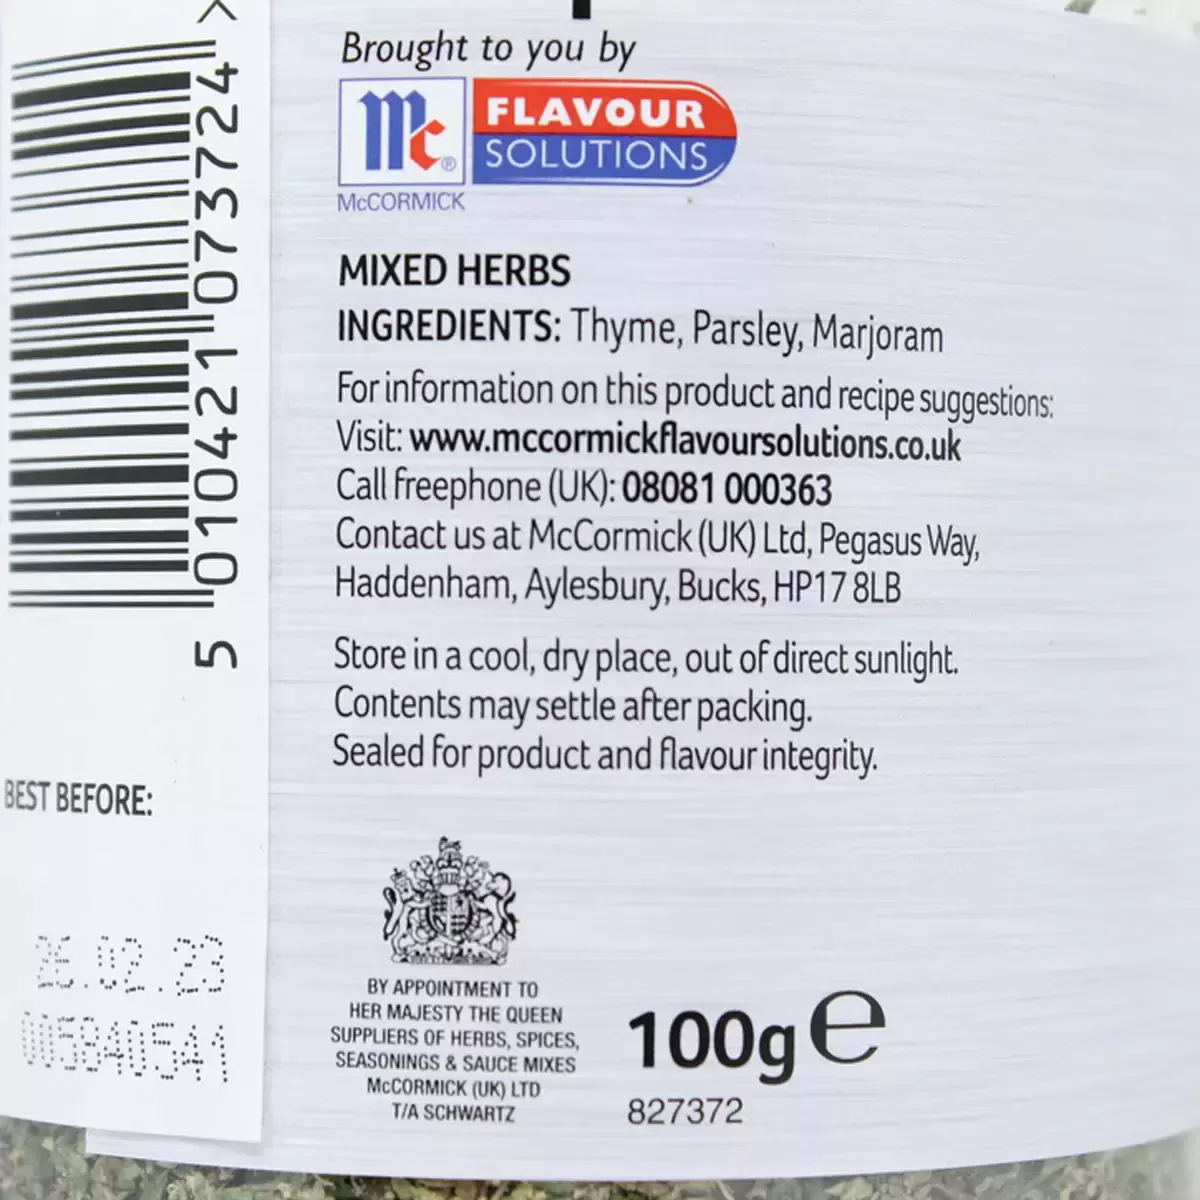 Brought to you by
Mc®
FLAVOUR
SOLUTIONS
McCORMICK
MIXED HERBS
INGREDIENTS: Thyme, Parsley, Marjoram
For information on this product and recipe suggestions:
Visit: www.mccormickflavoursolutions.co.uk
Call freephone (UK): 08081 000363
Contact us at McCormick (UK) Ltd, Pegasus Way,
Haddenham, Aylesbury, Bucks, HP17 8LB
Store in a cool, dry place, out of direct sunlight.
Contents may settle after packing.
Sealed for product and flavour integrity.
BY APPOINTMENT TO
HER MAJESTY THE QUEEN
SUPPLIERS OF HERBS, SPICES,
SEASONINGS & SAUCE MIXES
McCORMICK (UK) LTD
T/A SCHWARTZ
100g e
827372
5 010421 073724 >
BEST BEFORE:
26.02.23
005840541